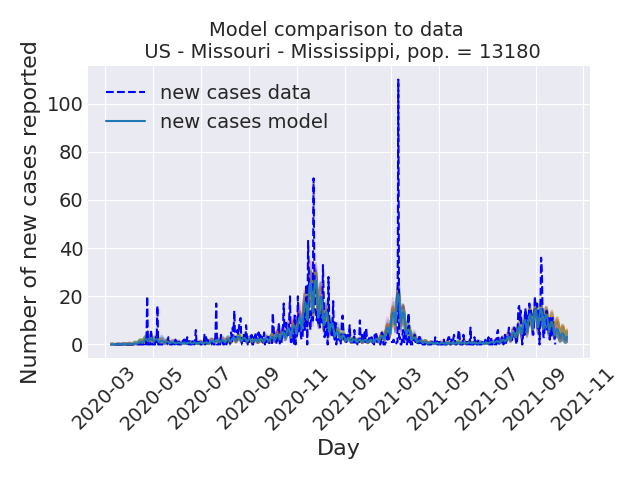 Model comparison to data
US - Missouri - Mississippi, pop. = 13180
Number of new cases reported
100
80
60
40
20
0
new cases data
new cases model
2020-03
2020-05
2020-07
2020-09
2020-11
2021-01
2021-03
2021-05
2021-07
2021-09
2021-11
Day